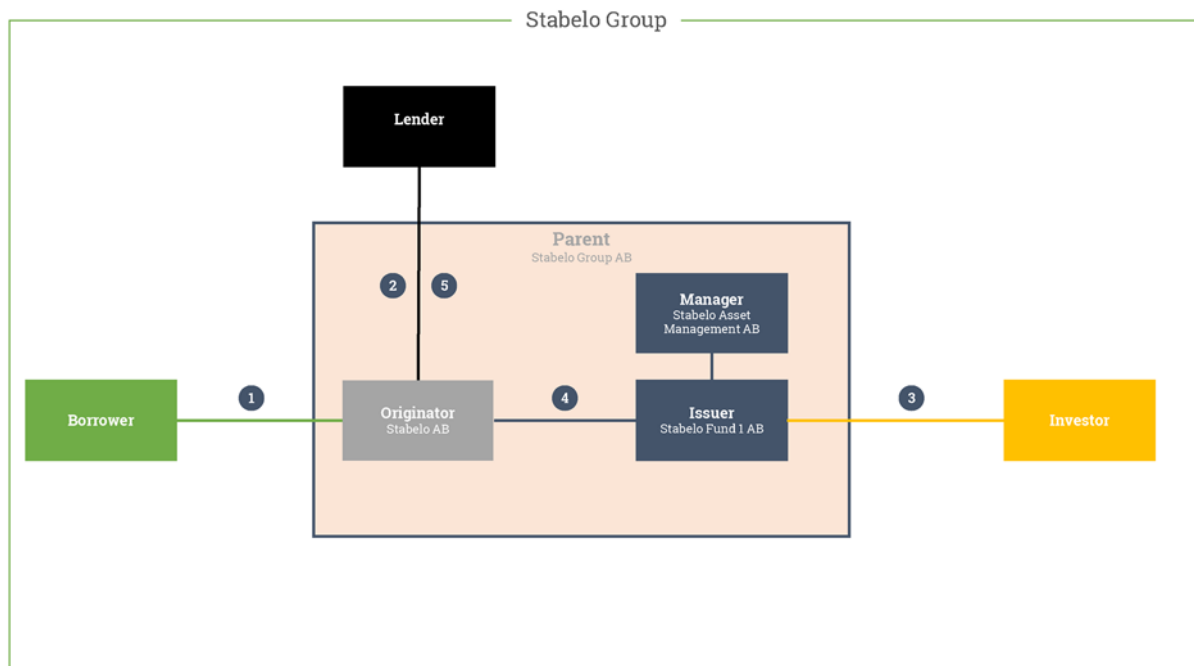 Stabelo Group
Lender
Parent
Stabelo Group AB
2
5
Manager
Stabelo Asset
Management AB
Borrower
1
Originator
Stabelo AB
4
Issuer
Stabelo Fund 1 AB
3
Investor